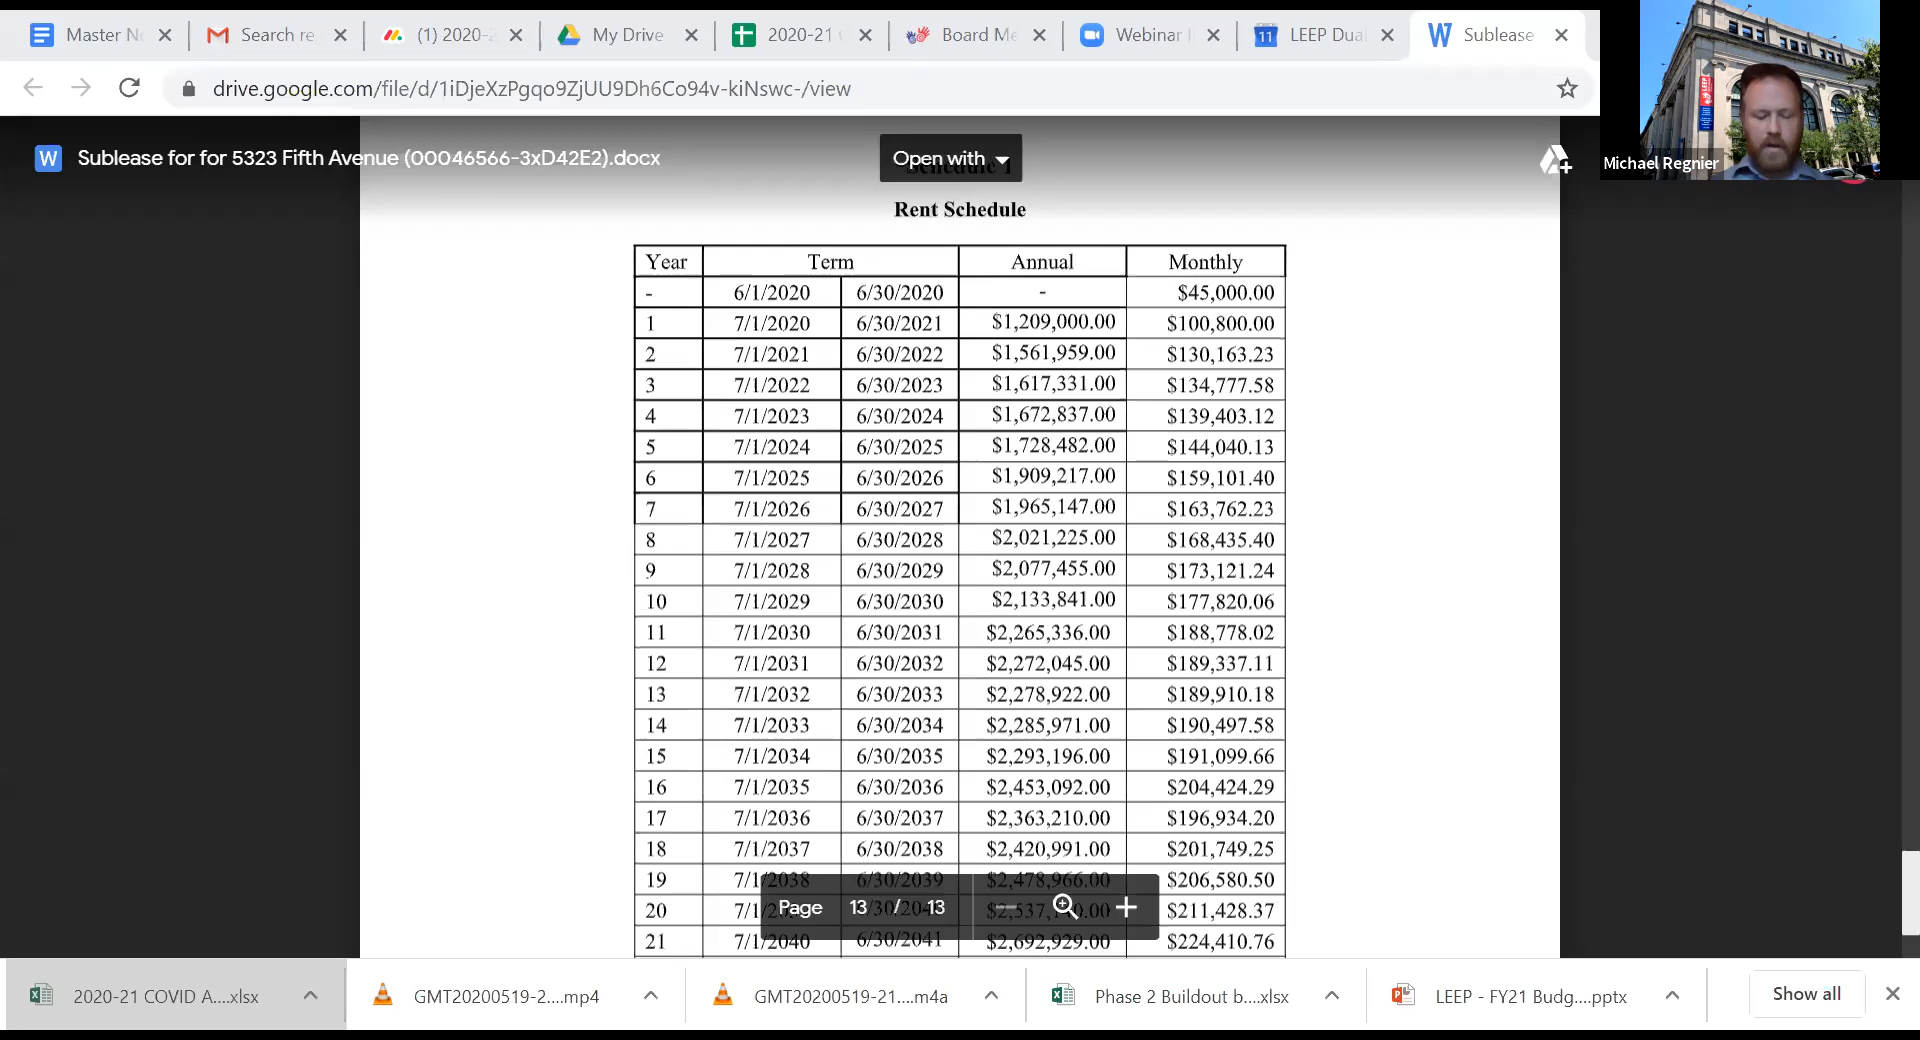 Master N
Search re
(1) 2020-2
My Drive
2020-21
Board Me
Webinar
11
LEEP Dual
Sublease
drive.google.com/file/d/1iDjeXzPgqo9ZjUU9Dh6Co94v-kiNswc-/view
LEEP
Michael Regnier
W Sublease for for 5323 Fifth Avenue (00046566-3xD42E2).docx
Open with
Schedule 1
Rent Schedule
Year Term Annual Monthly
- 6/1/2020 6/30/2020 - $45,000.00
1 7/1/2020 6/30/2021 $1,209,000.00 $100,800.00
2 7/1/2021 6/30/2022 $1,561,959.00 $130,163.23
3 7/1/2022 6/30/2023 $1,617,331.00 $134,777.58
4 7/1/2023 6/30/2024 $1,672,837.00 $139,403.12
5 7/1/2024 6/30/2025 $1,728,482.00 $144,040.13
6 7/1/2025 6/30/2026 $1,909,217.00 $159,101.40
7 7/1/2026 6/30/2027 $1,965,147.00 $163,762.23
8 7/1/2027 6/30/2028 $2,021,225.00 $168,435.40
9 7/1/2028 6/30/2029 $2,077,455.00 $173,121.24
10 7/1/2029 6/30/2030 $2,133,841.00 $177,820.06
11 7/1/2030 6/30/2031 $2,265,336.00 $188,778.02
12 7/1/2031 6/30/2032 $2,272,045.00 $189,337.11
13 7/1/2032 6/30/2033 $2,278,922.00 $189,910.18
14 7/1/2033 6/30/2034 $2,285,971.00 $190,497.58
15 7/1/2034 6/30/2035 $2,293,196.00 $191,099.66
16 7/1/2035 6/30/2036 $2,453,092.00 $204,424.29
17 7/1/2036 6/30/2037 $2,363,210.00 $196,934.20
18 7/1/2037 6/30/2038 $2,420,991.00 $201,749.25
19 7/1/2038 6/30/2039 $2,478,966.00 $206,580.50
20 $211,428.37
Page 13 / 13
21 7/1/2040 6/30/2041 $2,692,929.00 $224,410.76
2020-21 COVID A....xlsx
GMT20200519-2....mp4
GMT20200519-21....m4a
Phase 2 Buildout b....xlsx
LEEP - FY21 Budg....pptx
Show all